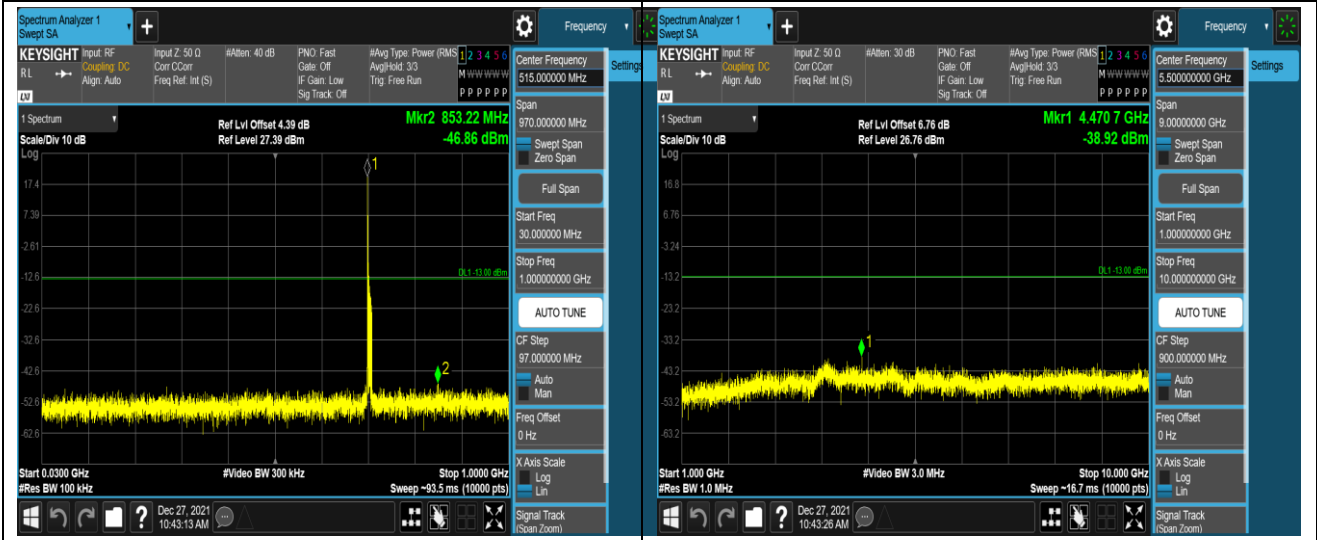 Spectrum Analyzer 1
Swept SA
+
Frequency
KEYSIGHT
RL
LXI
Input: RF
Coupling: DC
Align: Auto
Input Z: 50 Ω
Corr CCorr
Freq Ref: Int (S)
#Atten: 40 dB
PNO: Fast
Gate: Off
IF Gain: Low
Sig Track: Off
#Avg Type: Power (RMS
Avg|Hold: 3/3
Trig: Free Run
1 2 3 4 5 6
M W W W W W
P P P P P P
1 Spectrum
Scale/Div 10 dB
Log
Ref Lvl Offset 4.39 dB
Ref Level 27.39 dBm
Mkr2 853.22 MHz
-46.86 dBm
1
17.4
7.39
-2.61
-12.6
DL1 -13.00 dBm
-22.6
-32.6
-42.6
2
-52.6
-62.6
Start 0.0300 GHz
#Res BW 100 kHz
#Video BW 300 kHz
Stop 1.0000 GHz
Sweep ~93.5 ms (10000 pts)
Center Frequency
515.000000 MHz
Span
970.000000 MHz
Swept Span
Zero Span
Full Span
Start Freq
30.000000 MHz
Stop Freq
1.000000000 GHz
AUTO TUNE
CF Step
97.000000 MHz
Auto
Man
Freq Offset
0 Hz
X Axis Scale
Log
Lin
Signal Track
(Span Zoom)
Settings
?
Dec 27, 2021
10:43:13 AM
Spectrum Analyzer 1
Swept SA
+
Frequency
KEYSIGHT
RL
LXI
Input: RF
Coupling: DC
Align: Auto
Input Z: 50 Ω
Corr CCorr
Freq Ref: Int (S)
#Atten: 30 dB
PNO: Fast
Gate: Off
IF Gain: Low
Sig Track: Off
#Avg Type: Power (RMS
Avg|Hold: 3/3
Trig: Free Run
1 2 3 4 5 6
M W W W W W
P P P P P P
1 Spectrum
Scale/Div 10 dB
Log
Ref Lvl Offset 6.76 dB
Ref Level 26.76 dBm
Mkr1 4.470 7 GHz
-38.92 dBm
16.8
6.76
-3.24
-13.2
DL1 -13.00 dBm
-23.2
-33.2
1
-43.2
-53.2
-63.2
Start 1.000 GHz
#Res BW 1.0 MHz
#Video BW 3.0 MHz
Stop 10.000 GHz
Sweep ~16.7 ms (10000 pts)
Center Frequency
5.500000000 GHz
Span
9.00000000 GHz
Swept Span
Zero Span
Full Span
Start Freq
1.000000000 GHz
Stop Freq
10.000000000 GHz
AUTO TUNE
CF Step
900.000000 MHz
Auto
Man
Freq Offset
0 Hz
X Axis Scale
Log
Lin
Signal Track
(Span Zoom)
Settings
?
Dec 27, 2021
10:43:26 AM